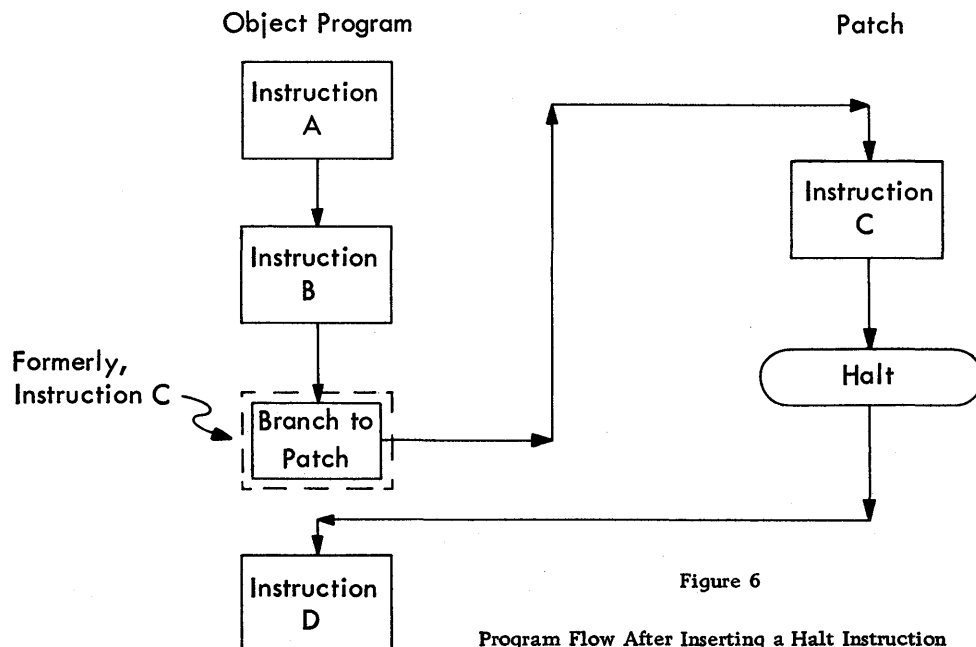 Object Program
Patch
Instruction
A
Instruction
B
Formerly,
Instruction C
Branch to
Patch
Instruction
C
Halt
Instruction
D
Figure 6
Program Flow After Inserting a Halt Instruction